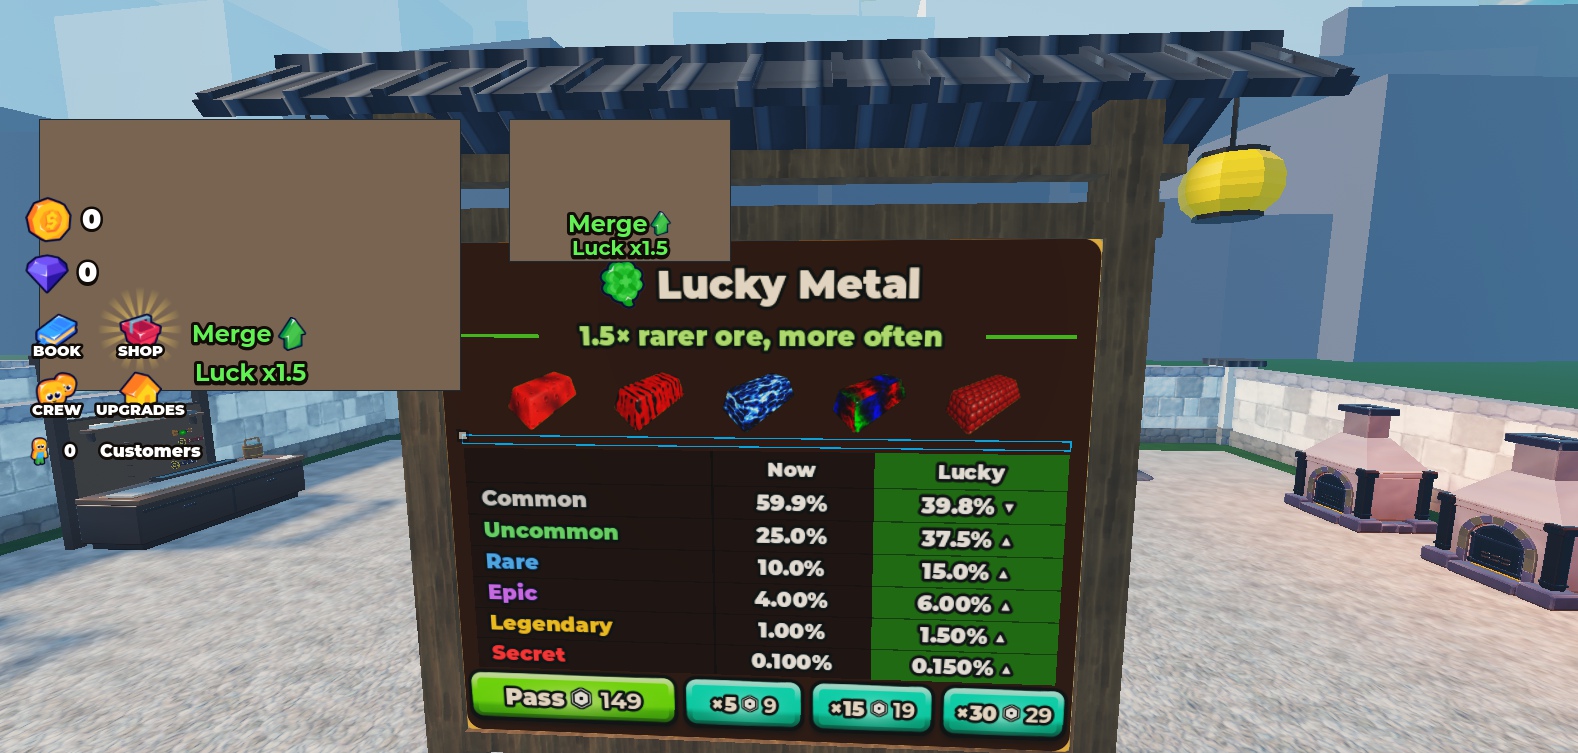 0
0
BOOK
SHOP
Merge
Luck x1.5
CREW
UPGRADES
0 Customers
Merge
Luck x1.5
Lucky Metal
1.5× rarer ore, more often
Now Lucky
Common 59.9% 39.8% ▼
Uncommon 25.0% 37.5% ▲
Rare 10.0% 15.0% ▲
Epic 4.00% 6.00% ▲
Legendary 1.00% 1.50% ▲
Secret 0.100% 0.150% ▲
Pass 149
×5 9
×15 19
×30 29